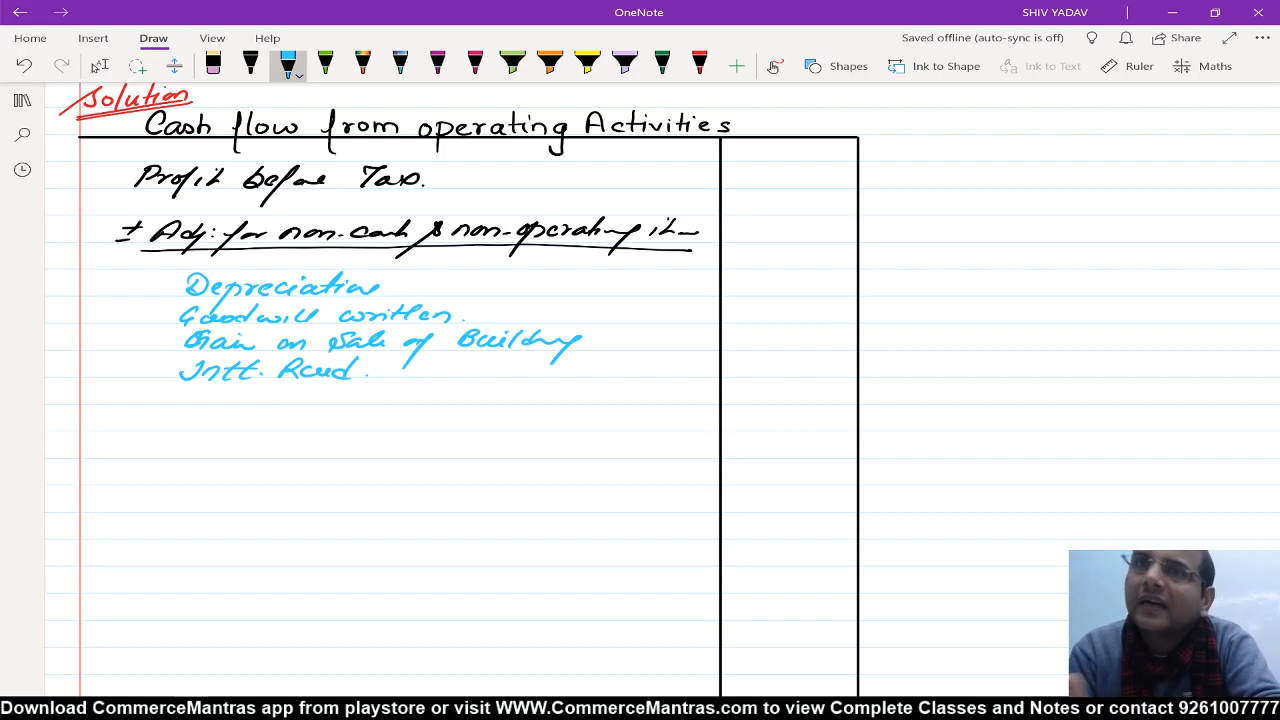 OneNote
SHIV YADAV
Home Insert Draw View Help
Saved offline (auto-sync is off)
Share
Shapes
Ink to Shape
Ink to Text
Ruler
Maths
Solution
Cash flow from operating Activities
Profit before Tax.
± Adj: for non-cash & non-operating item
Depreciation
Goodwill written.
Gain on Sale of Building
Intt. Rcud.
Download CommerceMantras app from playstore or visit WWW.CommerceMantras.com to view Complete Classes and Notes or contact 9261007777